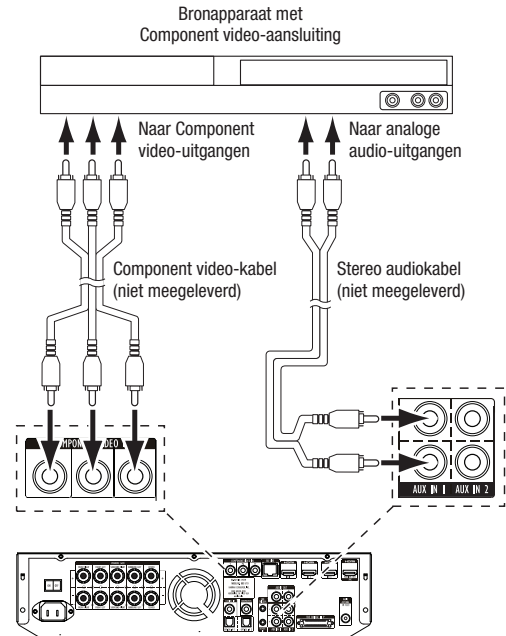 Bronapparaat met
Component video-aansluiting
Naar Component
video-uitgangen
Naar analoge
audio-uitgangen
Component video-kabel
(niet meegeleverd)
Stereo audiokabel
(niet meegeleverd)
AUX IN 1 AUX IN 2